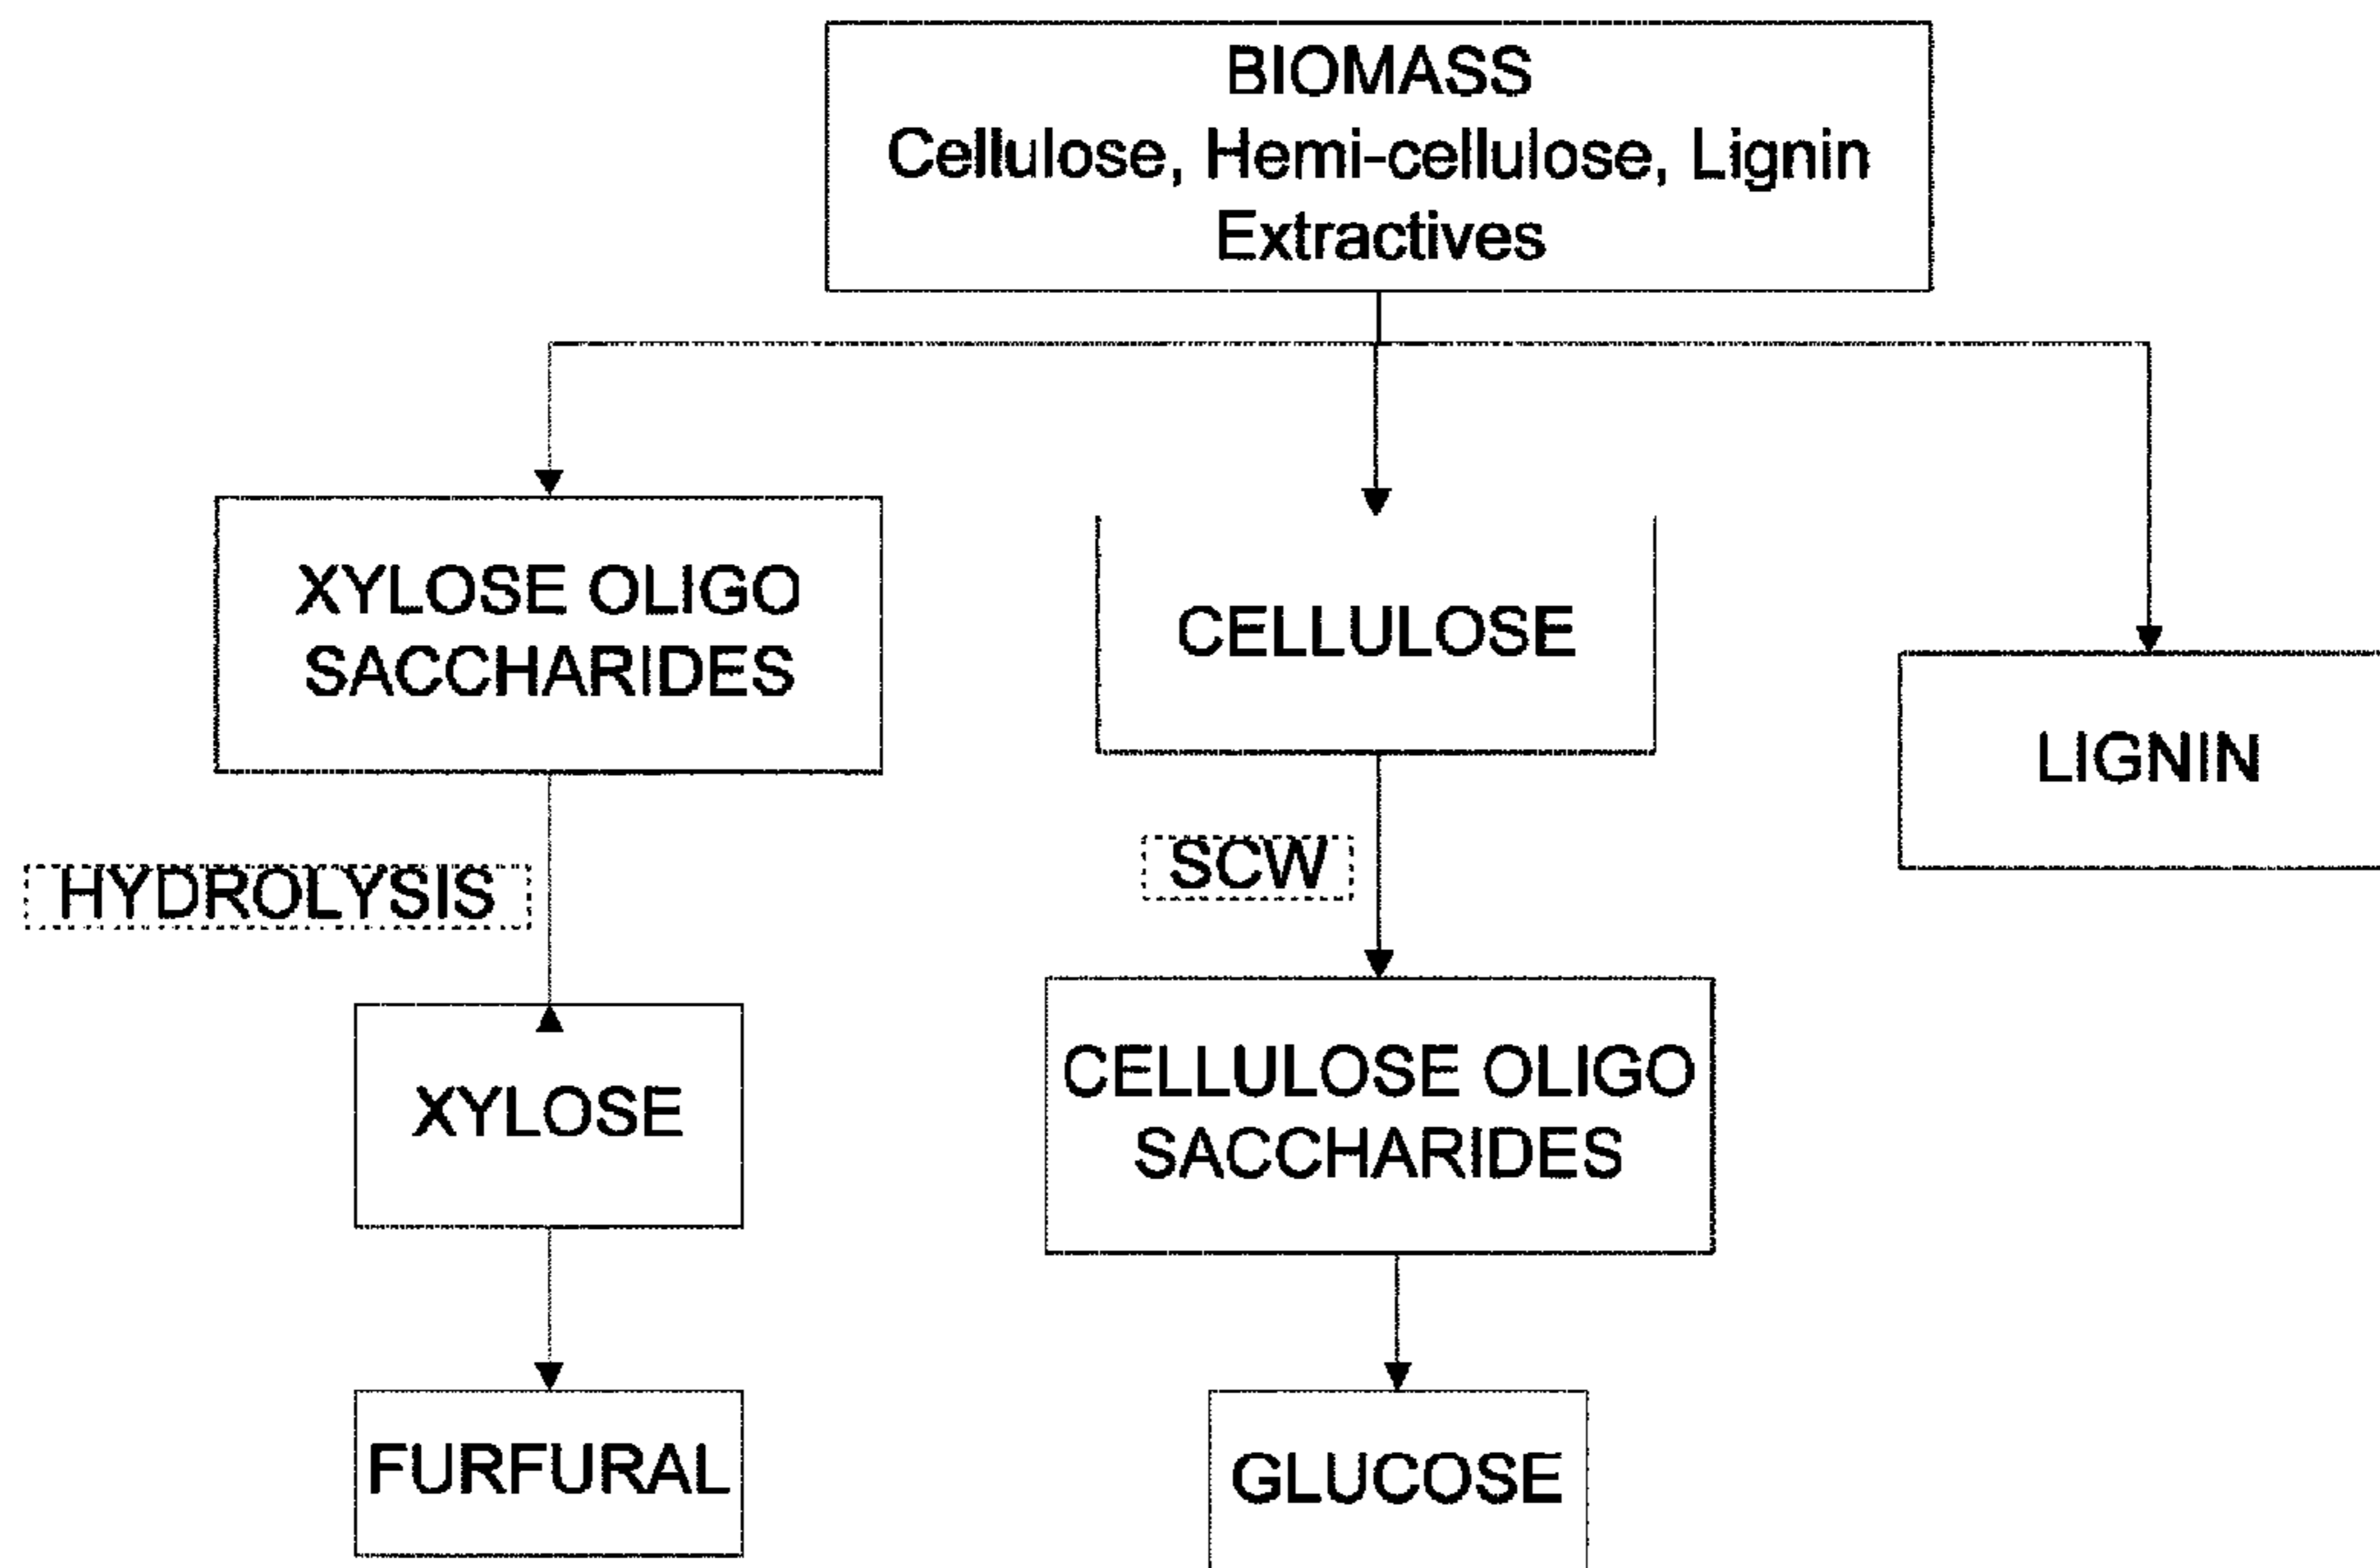 BIOMASS
Cellulose, Hemi-cellulose, Lignin
Extractives
XYLOSE OLIGO
SACCHARIDES
CELLULOSE
LIGNIN
HYDROLYSIS
SCW
XYLOSE
CELLULOSE OLIGO
SACCHARIDES
FURFURAL
GLUCOSE